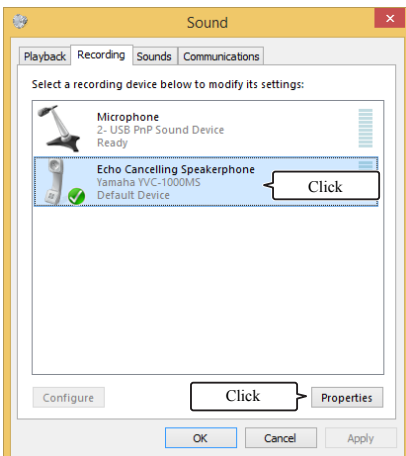 Sound
Playback Recording Sounds Communications
Select a recording device below to modify its settings:
Microphone
2- USB PnP Sound Device
Ready
Echo Cancelling Speakerphone
Yamaha YVC-1000MS
Default Device
Click
Configure
Click
Properties
OK Cancel Apply